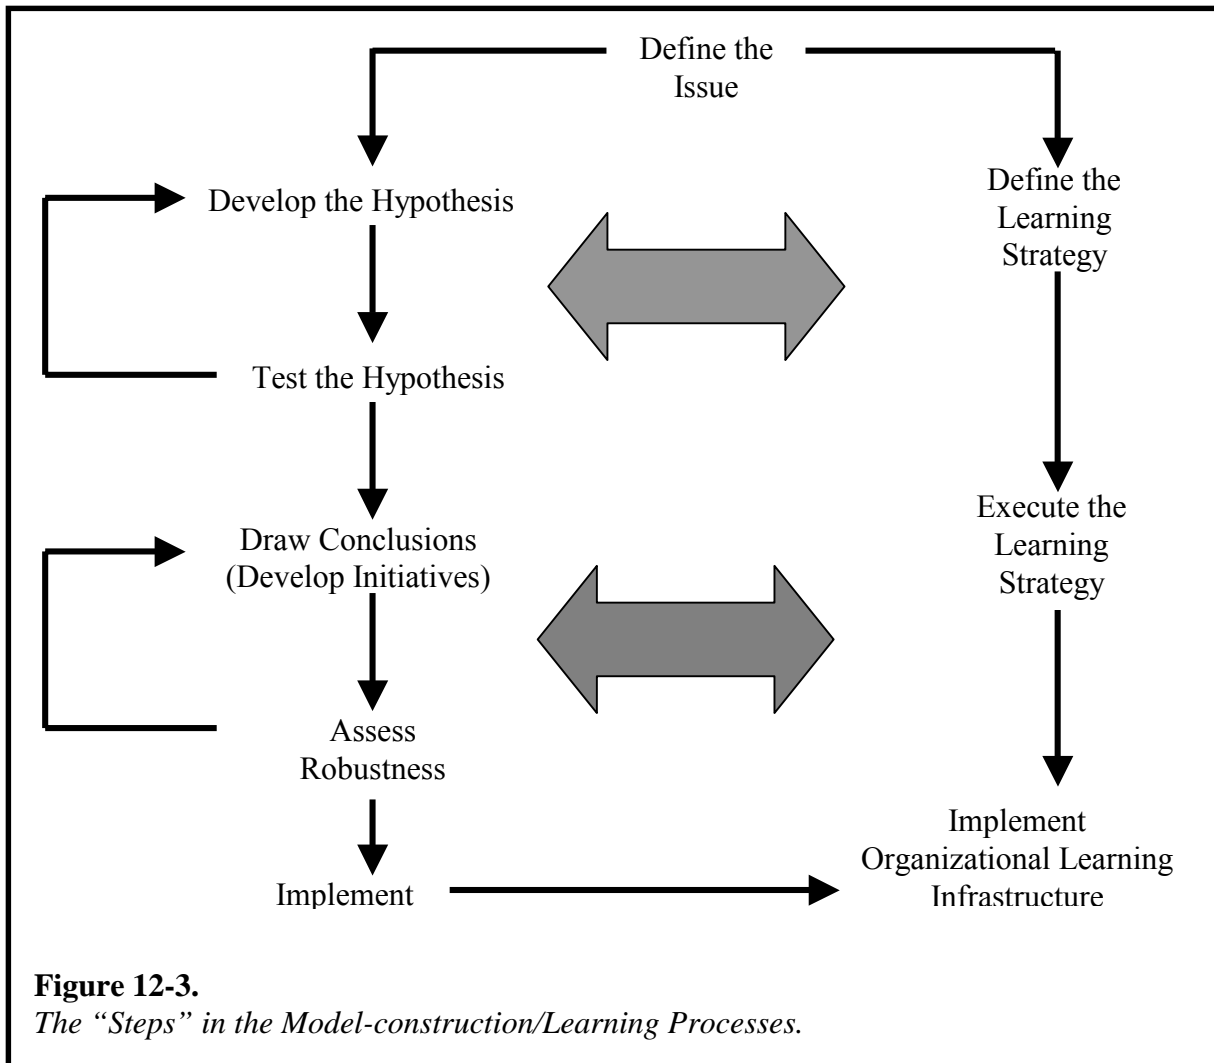 Define the
Issue
Develop the Hypothesis
Define the
Learning
Strategy
Test the Hypothesis
Draw Conclusions
(Develop Initiatives)
Execute the
Learning
Strategy
Assess
Robustness
Implement
Implement
Organizational Learning
Infrastructure
Figure 12-3.
The “Steps” in the Model-construction/Learning Processes.